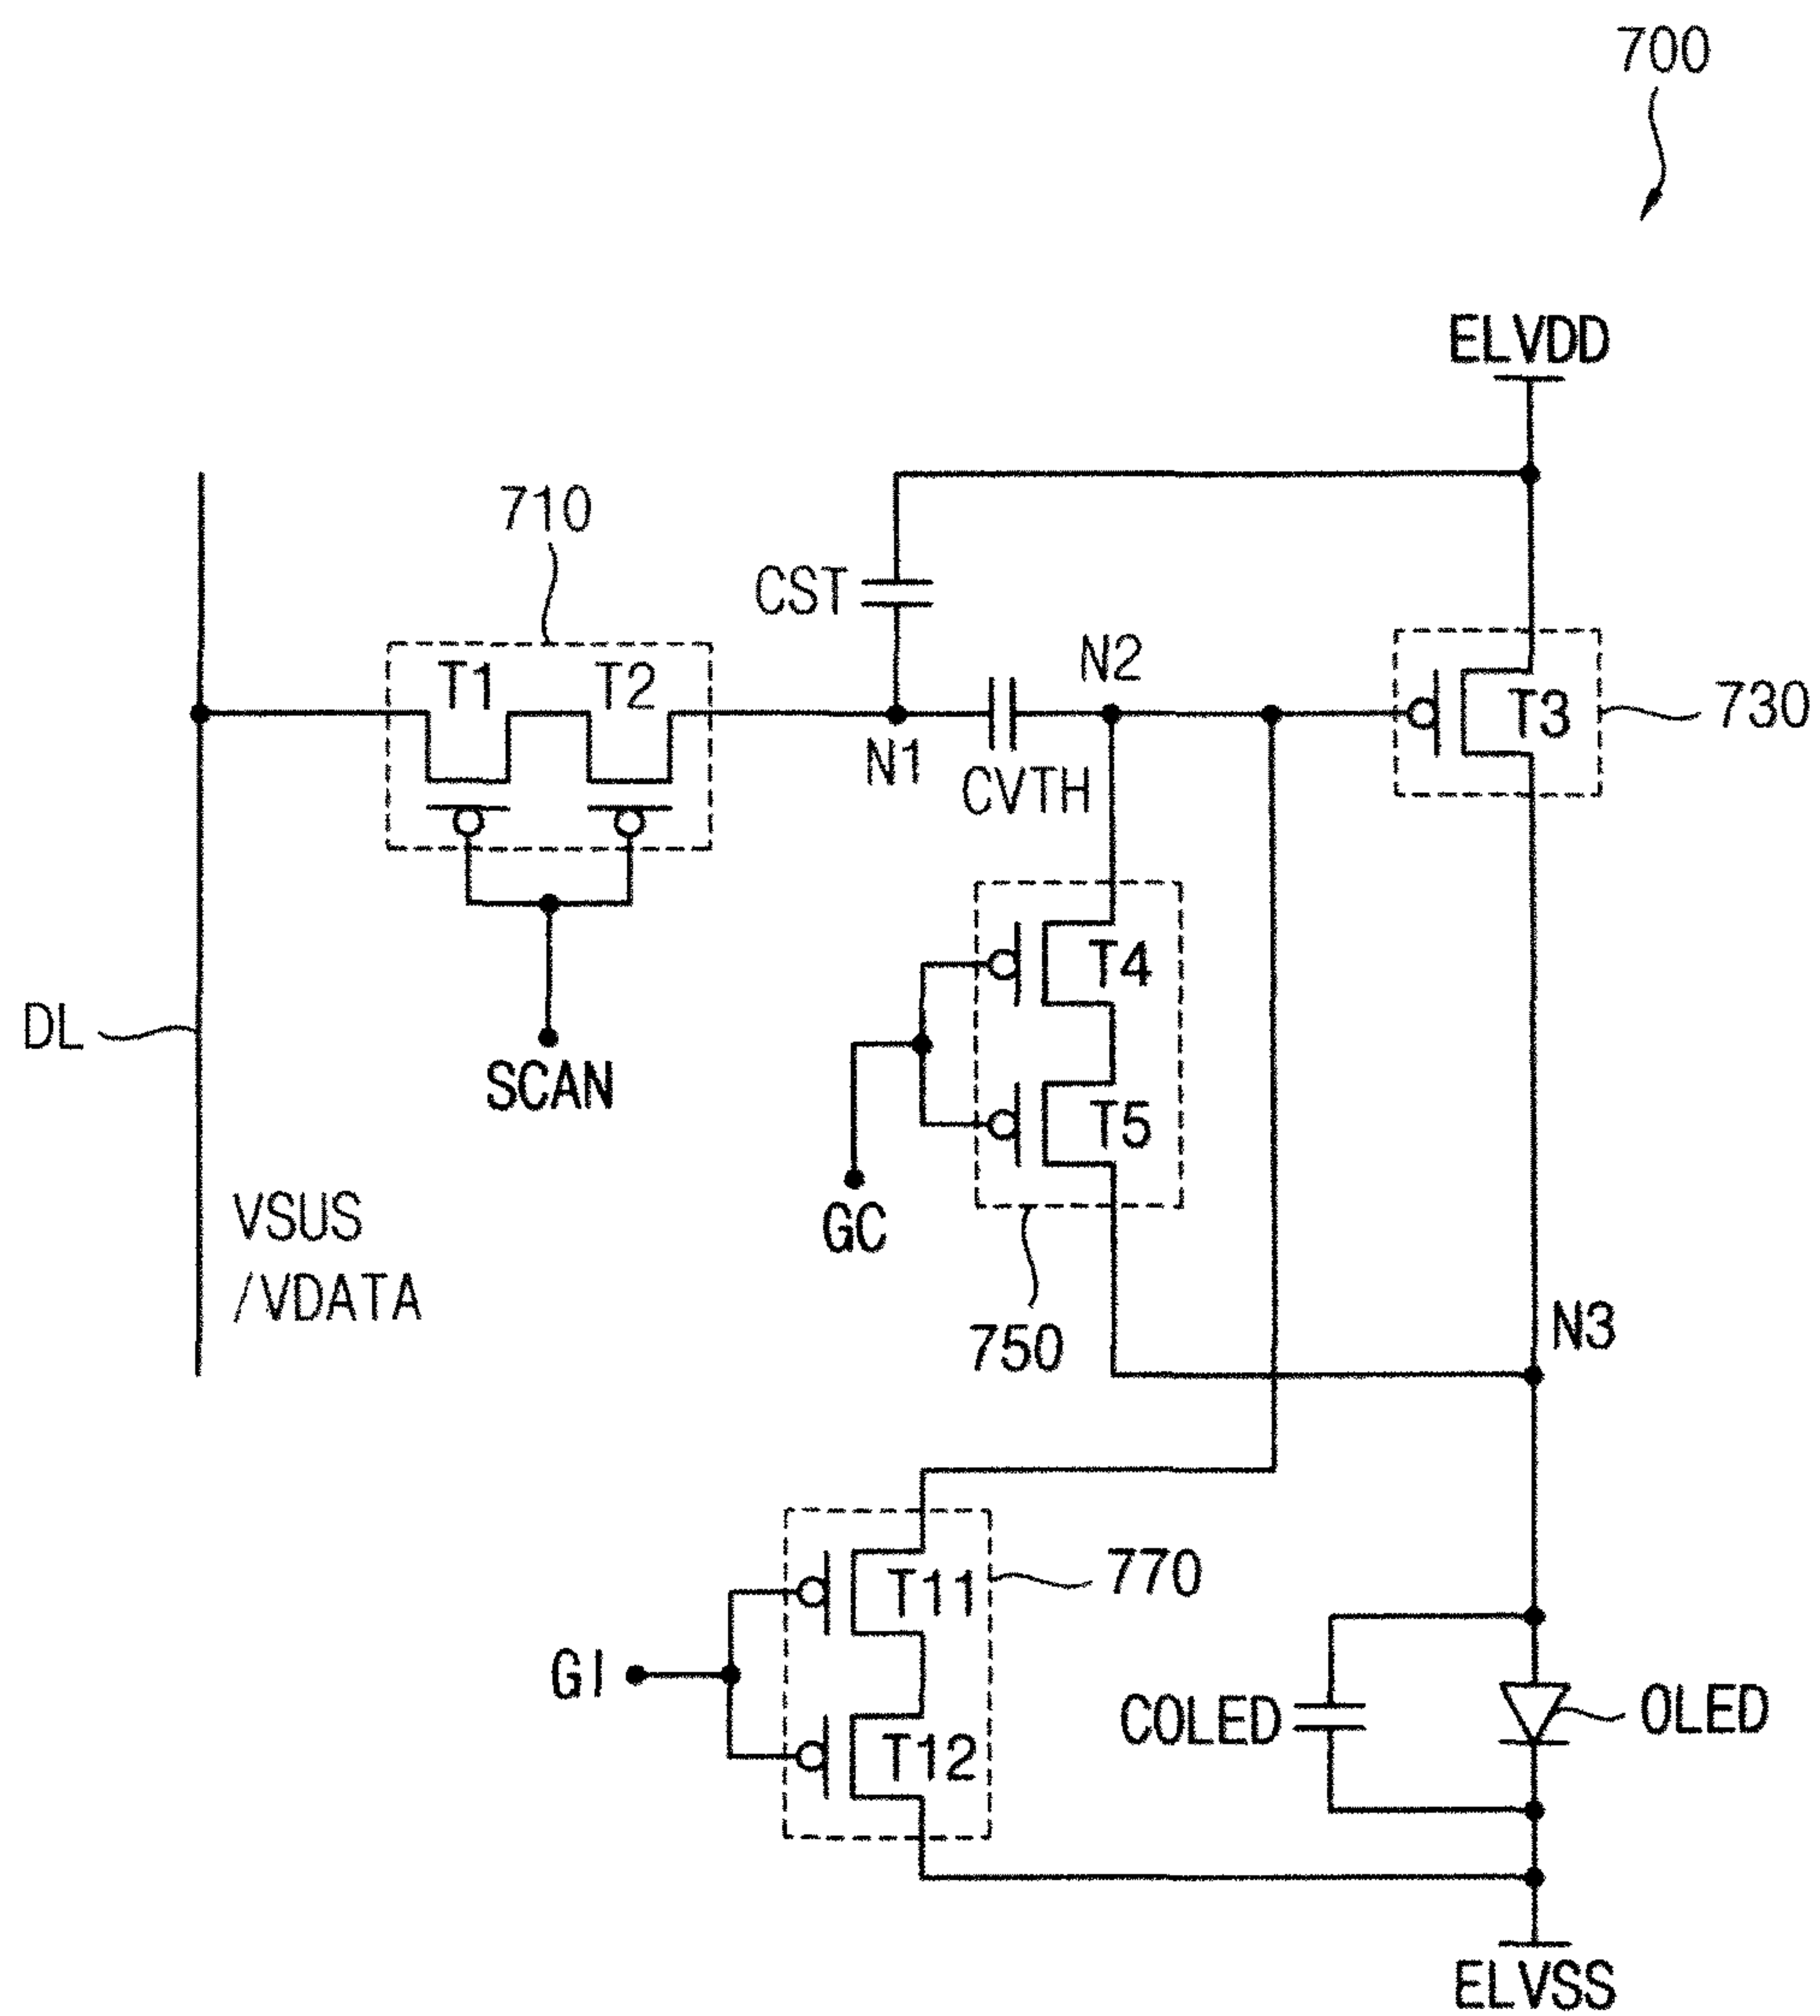 700
ELVDD
710
CST
T1 T2
N2
T3
730
N1
CVTH
T4
DL
SCAN
T5
VSUS
/VDATA
GC
750
N3
770
T11
GI
COLED
OLED
T12
ELVSS